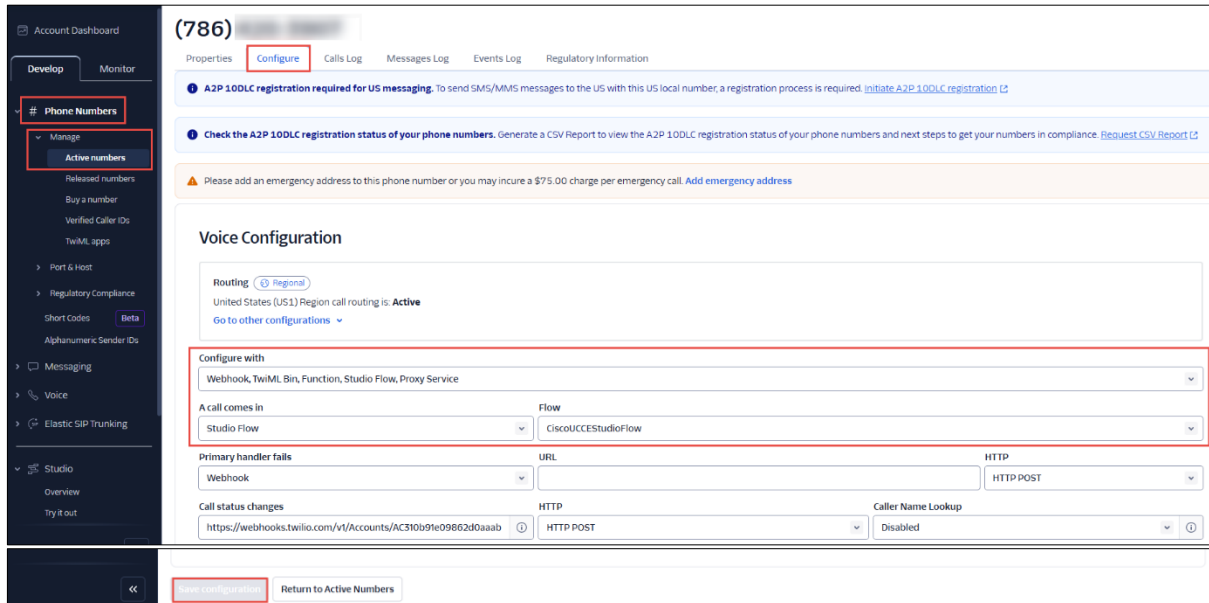 Account Dashboard
Develop
Monitor
# Phone Numbers
Manage
Active numbers
Released numbers
Buy a number
Verified Caller IDs
TwiML apps
Port & Host
Regulatory Compliance
Short Codes
Beta
Alphanumeric Sender IDs
Messaging
Voice
Elastic SIP Trunking
Studio
Overview
Try it out
(786)
Properties
Configure
Calls Log
Messages Log
Events Log
Regulatory Information
A2P 10DLC registration required for US messaging. To send SMS/MMS messages to the US with this US local number, a registration process is required. Initiate A2P 10DLC registration
Check the A2P 10DLC registration status of your phone numbers. Generate a CSV Report to view the A2P 10DLC registration status of your phone numbers and next steps to get your numbers in compliance. Request CSV Report
Please add an emergency address to this phone number or you may incure a $75.00 charge per emergency call. Add emergency address
Voice Configuration
Routing
Regional
United States (US1) Region call routing is: Active
Go to other configurations
Configure with
Webhook, TwiML Bin, Function, Studio Flow, Proxy Service
A call comes in
Flow
Studio Flow
CiscoUCCEStudioFlow
Primary handler fails
URL
HTTP
Webhook
HTTP POST
Call status changes
HTTP
Caller Name Lookup
https://webhooks.twilio.com/v1/Accounts/AC310b91e09862d0aaab
HTTP POST
Disabled
Save configuration
Return to Active Numbers